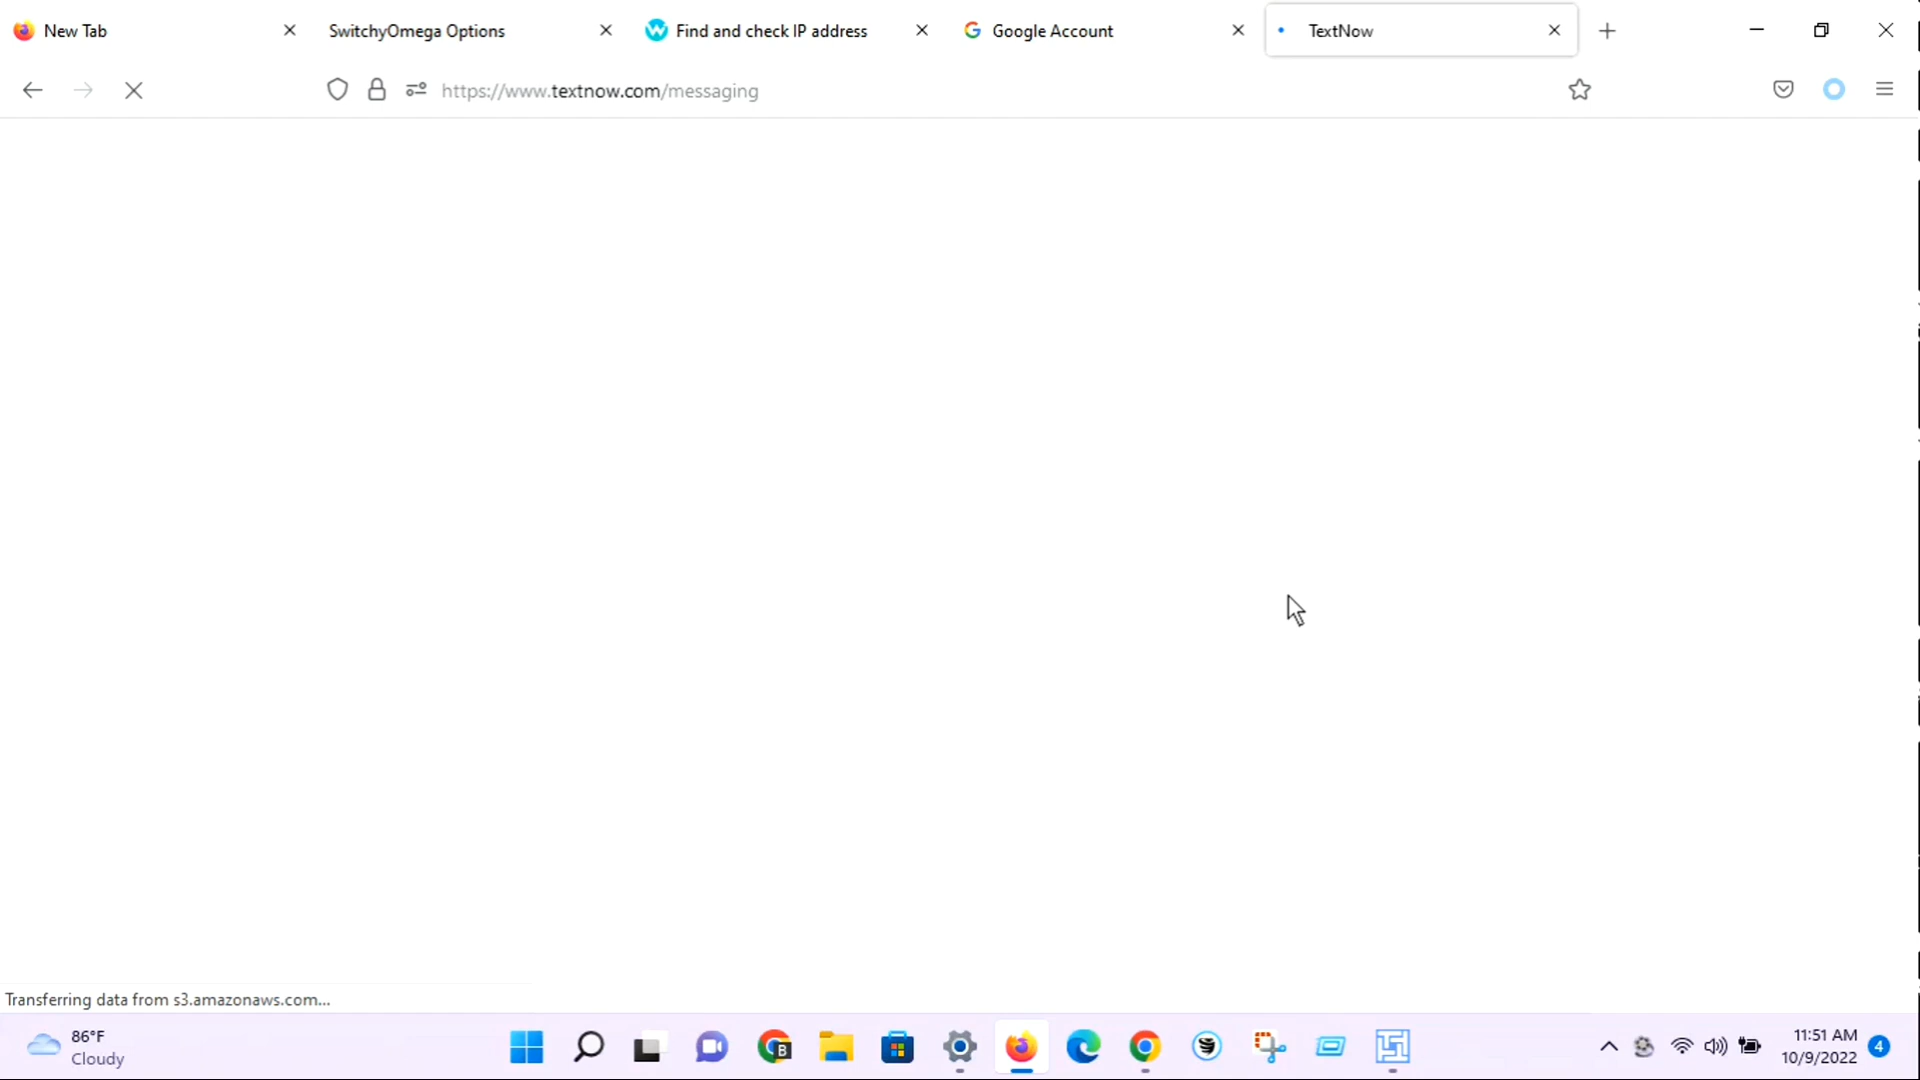 New Tab
SwitchyOmega Options
Find and check IP address
Google Account
TextNow
https://www.textnow.com/messaging
Transferring data from s3.amazonaws.com...
86°F
Cloudy
B
11:51 AM
10/9/2022
4